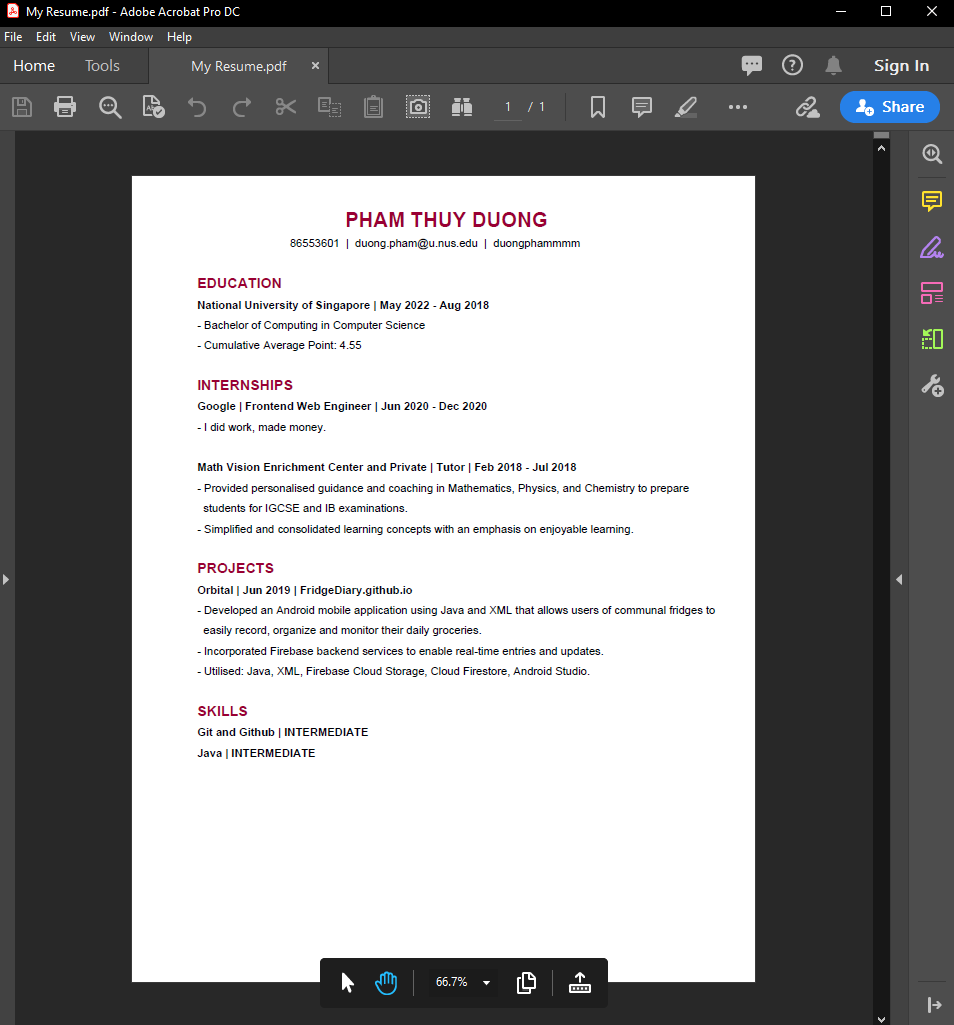 My Resume.pdf - Adobe Acrobat Pro DC
File Edit View Window Help
Home Tools My Resume.pdf × Sign In
1 / 1 Share
PHAM THUY DUONG
86553601 | duong.pham@u.nus.edu | duongphammmm
EDUCATION
National University of Singapore | May 2022 - Aug 2018
- Bachelor of Computing in Computer Science
- Cumulative Average Point: 4.55
INTERNSHIPS
Google | Frontend Web Engineer | Jun 2020 - Dec 2020
- I did work, made money.
Math Vision Enrichment Center and Private | Tutor | Feb 2018 - Jul 2018
- Provided personalised guidance and coaching in Mathematics, Physics, and Chemistry to prepare
students for IGCSE and IB examinations.
- Simplified and consolidated learning concepts with an emphasis on enjoyable learning.
PROJECTS
Orbital | Jun 2019 | FridgeDiary.github.io
- Developed an Android mobile application using Java and XML that allows users of communal fridges to
easily record, organize and monitor their daily groceries.
- Incorporated Firebase backend services to enable real-time entries and updates.
- Utilised: Java, XML, Firebase Cloud Storage, Cloud Firestore, Android Studio.
SKILLS
Git and Github | INTERMEDIATE
Java | INTERMEDIATE
66.7%